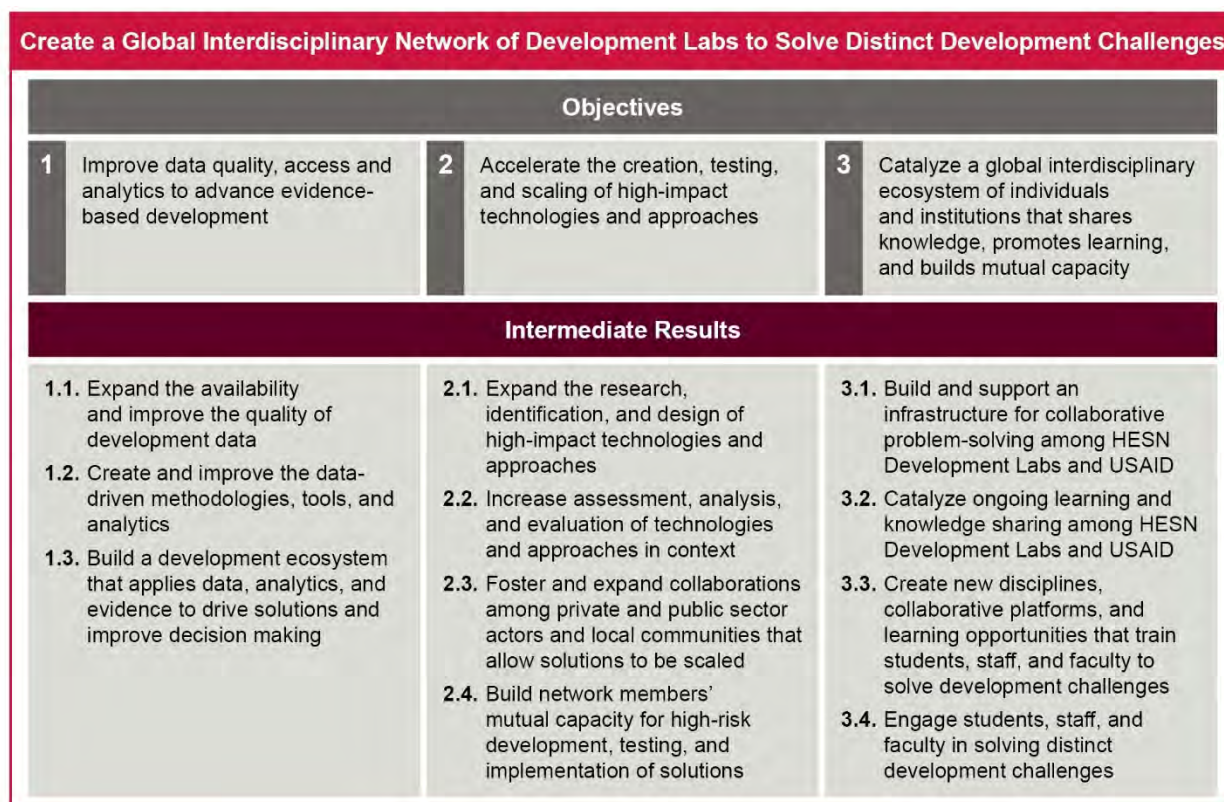 Create a Global Interdisciplinary Network of Development Labs to Solve Distinct Development Challenges
Objectives
1
Improve data quality, access and
analytics to advance evidence-
based development
2
Accelerate the creation, testing,
and scaling of high-impact
technologies and approaches
3
Catalyze a global interdisciplinary
ecosystem of individuals
and institutions that shares
knowledge, promotes learning,
and builds mutual capacity
Intermediate Results
1.1. Expand the availability
and improve the quality of
development data
1.2. Create and improve the data-
driven methodologies, tools, and
analytics
1.3. Build a development ecosystem
that applies data, analytics, and
evidence to drive solutions and
improve decision making
2.1. Expand the research,
identification, and design of
high-impact technologies and
approaches
2.2. Increase assessment, analysis,
and evaluation of technologies
and approaches in context
2.3. Foster and expand collaborations
among private and public sector
actors and local communities that
allow solutions to be scaled
2.4. Build network members'
mutual capacity for high-risk
development, testing, and
implementation of solutions
3.1. Build and support an
infrastructure for collaborative
problem-solving among HESN
Development Labs and USAID
3.2. Catalyze ongoing learning and
knowledge sharing among HESN
Development Labs and USAID
3.3. Create new disciplines,
collaborative platforms, and
learning opportunities that train
students, staff, and faculty to
solve development challenges
3.4. Engage students, staff, and
faculty in solving distinct
development challenges